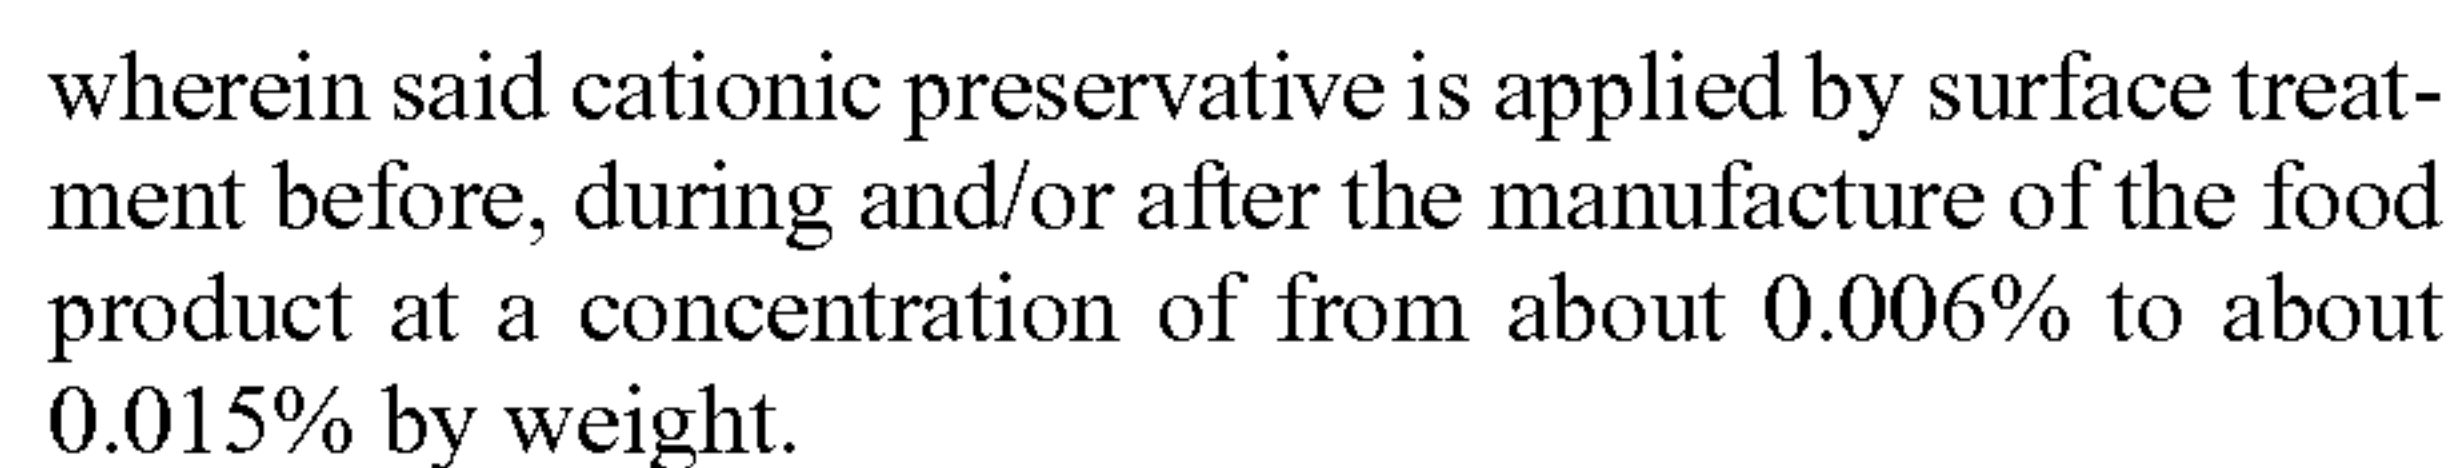 wherein said cationic preservative is applied by surface treat-
ment before, during and/or after the manufacture of the food
product at a concentration of from about 0.006% to about
0.015% by weight.